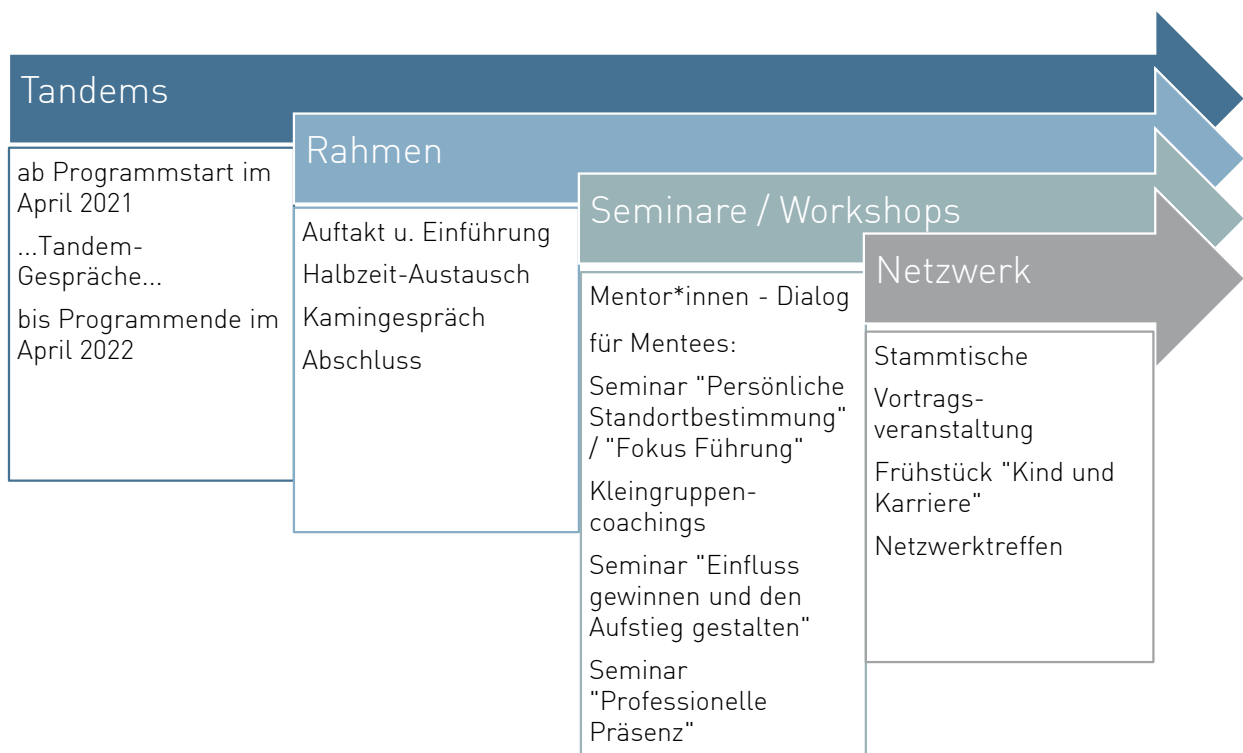 Tandems
ab Programmstart im
April 2021
...Tandem-
Gespräche...
bis Programmende im
April 2022
Rahmen
Auftakt u. Einführung
Halbzeit-Austausch
Kamingespräch
Abschluss
Seminare / Workshops
Mentor*innen - Dialog
für Mentees:
Seminar "Persönliche
Standortbestimmung"
/ "Fokus Führung"
Kleingruppen-
coachings
Seminar "Einfluss
gewinnen und den
Aufstieg gestalten"
Seminar
"Professionelle
Präsenz"
Netzwerk
Stammtische
Vortrags-
veranstaltung
Frühstück "Kind und
Karriere"
Netzwerktreffen